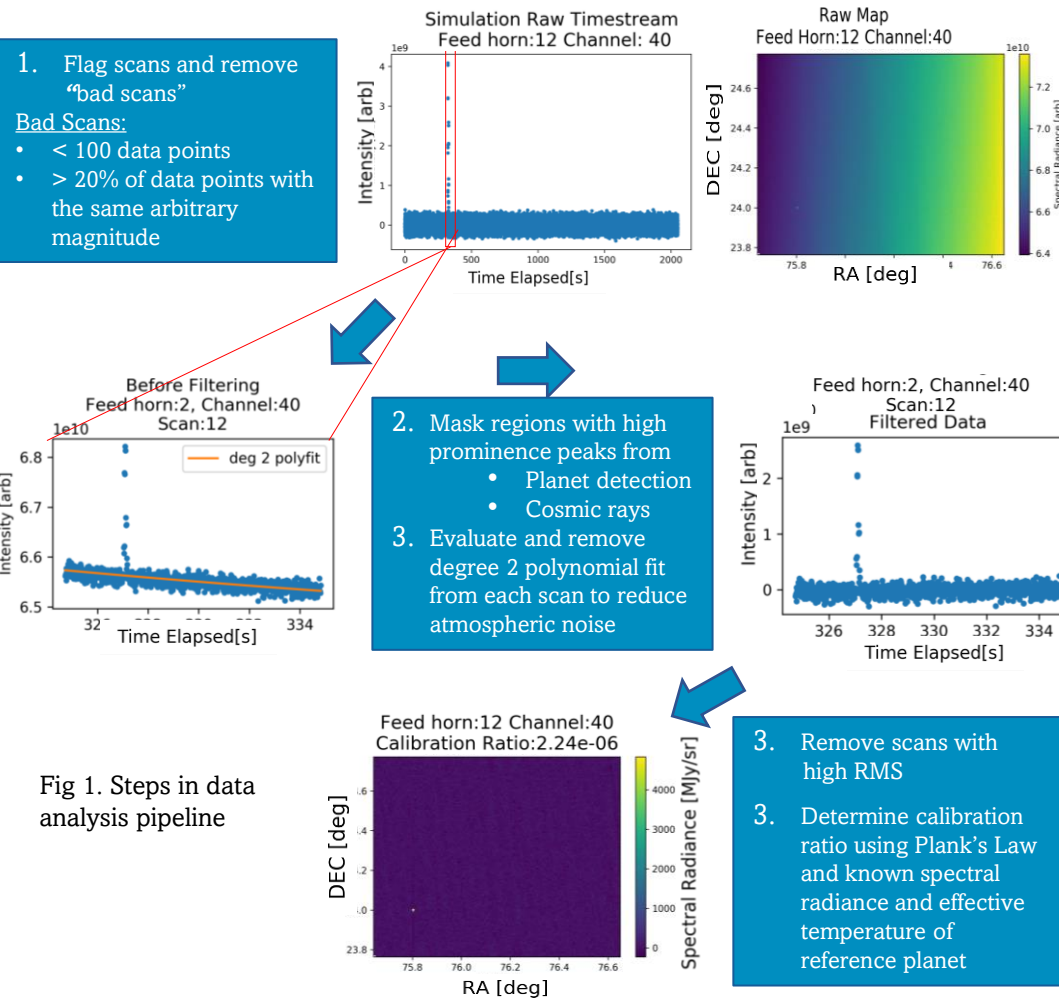 1. Flag scans and remove
“bad scans”
Bad Scans:
• < 100 data points
• > 20% of data points with
the same arbitrary
magnitude
Simulation Raw Timestream
Feed horn:12 Channel: 40
1e9
Intensity [arb]
4
3
2
1
0
0 500 1000 1500 2000
Time Elapsed[s]
Raw Map
Feed Horn:12 Channel:40
1e10
DEC [deg]
24.6
24.4
24.2
24.0
23.8
75.8 4 76.6
RA [deg]
7.2
7.0
6.8
6.6
6.4
Spectral Radiance [arb]
Before Filtering
Feed horn:2, Channel:40
Scan:12
1e10
Intensity [arb]
6.8
6.7
6.6
6.5
deg 2 polyfit
334
Time Elapsed[s]
2. Mask regions with high
prominence peaks from
• Planet detection
• Cosmic rays
3. Evaluate and remove
degree 2 polynomial fit
from each scan to reduce
atmospheric noise
Feed horn:2, Channel:40
Scan:12
Filtered Data
1e9
Intensity [arb]
2
1
0
326 328 330 332 334
Time Elapsed[s]
Fig 1. Steps in data
analysis pipeline
Feed horn:12 Channel:40
Calibration Ratio:2.24e-06
DEC [deg]
.6
.4
.2
.0
23.8
75.8 76.0 76.2 76.4 76.6
RA [deg]
4000
3000
2000
1000
0
Spectral Radiance [MJy/sr]
3. Remove scans with
high RMS
3. Determine calibration
ratio using Plank’s Law
and known spectral
radiance and effective
temperature of
reference planet